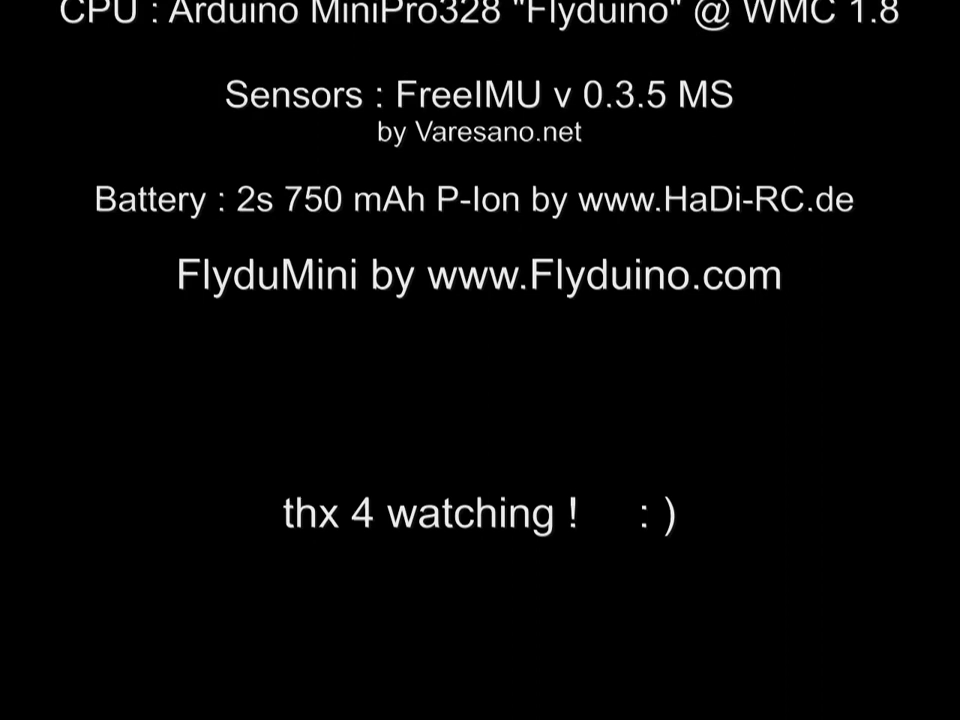 CPU : Arduino MiniPro328 "Flyduino" @ WMC 1.8
Sensors : FreeIMU v 0.3.5 MS
by Varesano.net
Battery : 2s 750 mAh P-Ion by www.HaDi-RC.de
FlyduMini by www.Flyduino.com
thx 4 watching ! : )